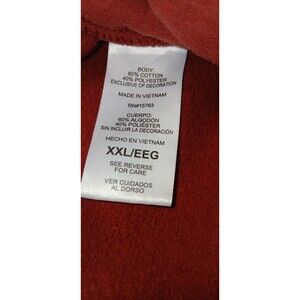 BODY:
60% COTTON
40% POLYESTER
EXCLUSIVE OF DECORATION
MADE IN VIETNAM
RN#15763
CUERPO:
60% ALGODÓN
40% POLIÉSTER
SIN INCLUIR LA DECORACIÓN
HECHO EN VIETNAM
XXL/EEG
SEE REVERSE
FOR CARE
VER CUIDADOS
AL DORSO